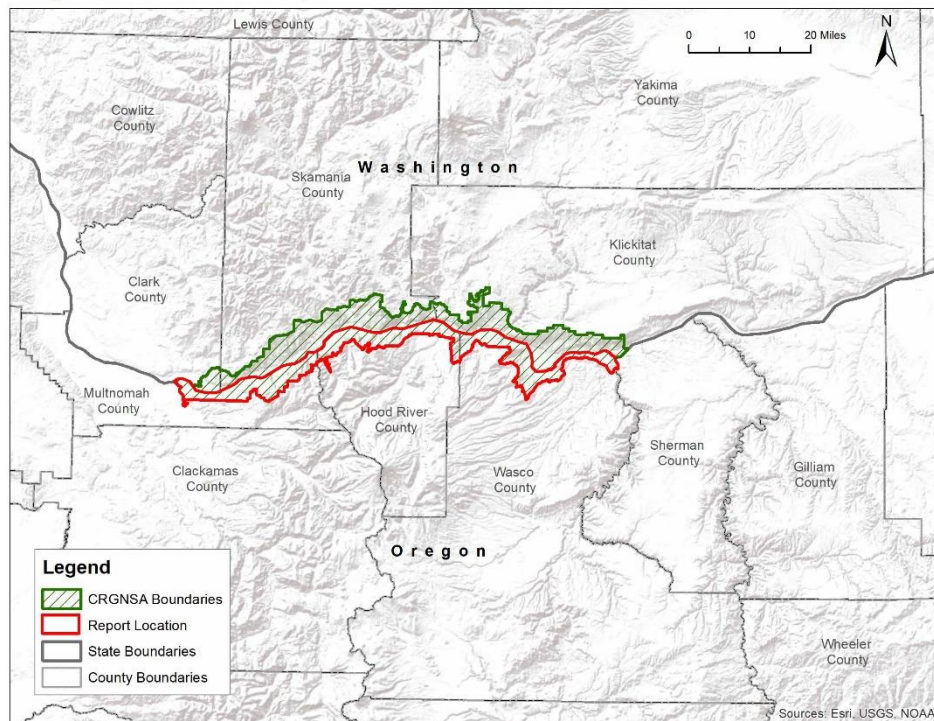 Lewis County
N
0 5 10 20 Miles
Yakima
County
Cowlitz
County
Washington
Skamania
County
Klickitat
County
Clark
County
Multnomah
County
Hood River
County
Sherman
County
Clackamas
County
Wasco
County
Gilliam
County
Oregon
Legend
CRGNSA Boundaries
Report Location
State Boundaries
County Boundaries
Wheeler
County
Sources: Esri, USGS, NOAA